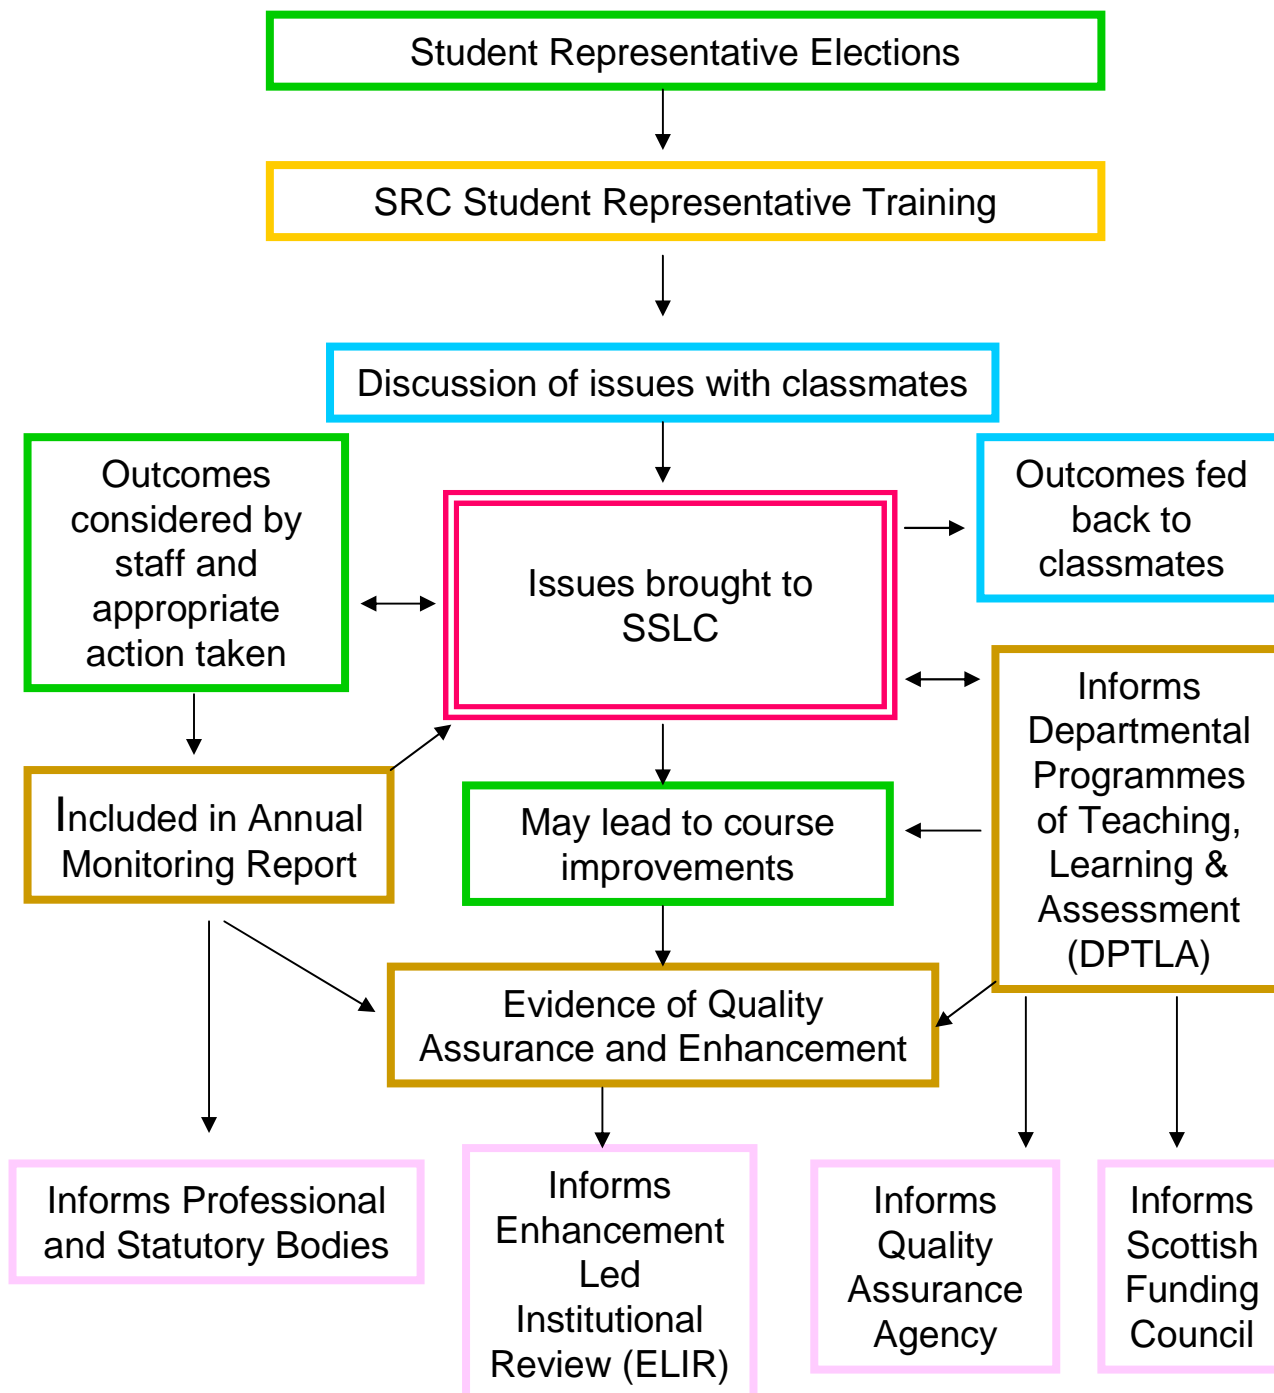 Student Representative Elections
SRC Student Representative Training
Discussion of issues with classmates
Outcomes
considered by
staff and
appropriate
action taken
Issues brought to
SSLC
Outcomes fed
back to
classmates
Included in Annual
Monitoring Report
May lead to course
improvements
Informs
Departmental
Programmes
of Teaching,
Learning &
Assessment
(DPTLA)
Evidence of Quality
Assurance and Enhancement
Informs Professional
and Statutory Bodies
Informs
Enhancement
Led
Institutional
Review (ELIR)
Informs
Quality
Assurance
Agency
Informs
Scottish
Funding
Council